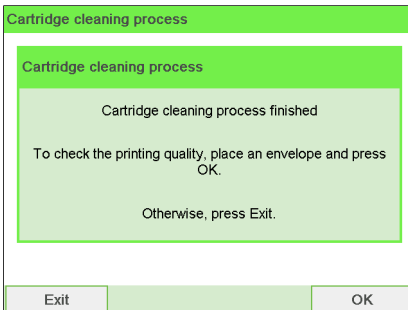 Cartridge cleaning process
Cartridge cleaning process
Cartridge cleaning process finished
To check the printing quality, place an envelope and press
OK.
Otherwise, press Exit.
Exit
OK